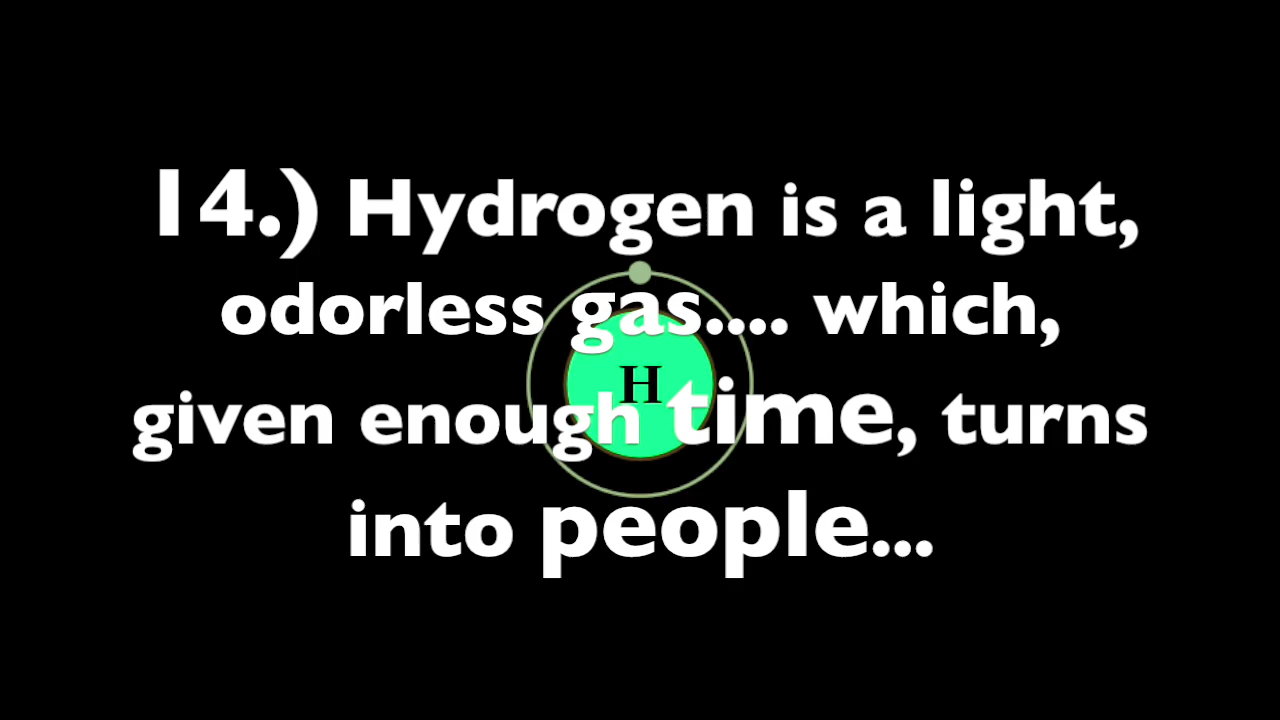 14.) Hydrogen is a light,
odorless gas.... which,
H
given enough time, turns
into people...